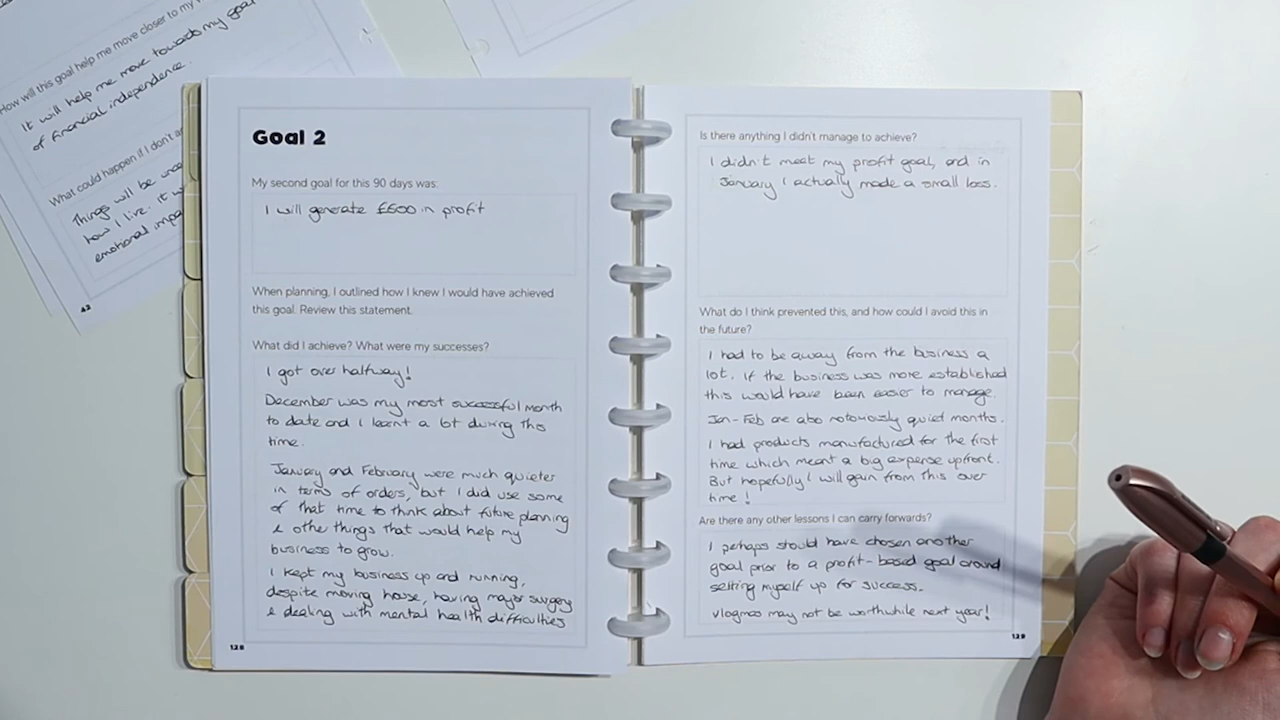 How will this goal help me move closer to my
It will help me move towards my goal
of financial independence.
What could happen if I don't
Things will be
how I live. It
emotional
42
Goal 2
My second goal for this 90 days was:
I will generate £600 in profit
When planning, I outlined how I knew I would have achieved
this goal. Review this statement.
What did I achieve? What were my successes?
I got over halfway!
December was my most successful month
to date and I learnt a lot during this
time.
January and February were much quieter
in terms of orders, but I did use some
of that time to think about future planning
& other things that would help my
business to grow.
I kept my business up and running,
despite moving house, having major surgery
& dealing with mental health difficulties
128
Is there anything I didn't manage to achieve?
I didn't meet my profit goal, and in
January I actually made a small loss.
What do I think prevented this, and how could I avoid this in
the future?
I had to be away from the business a
lot. If the business was more established
this would have been easier to manage.
Jan-Feb are also notoriously quiet months.
I had products manufactured for the first
time which meant a big expense upfront.
But hopefully I will gain from this over
time!
Are there any other lessons I can carry forwards?
I perhaps should have chosen another
goal prior to a profit-based goal around
setting myself up for success.
Vlogmas may not be worthwhile next year!
129